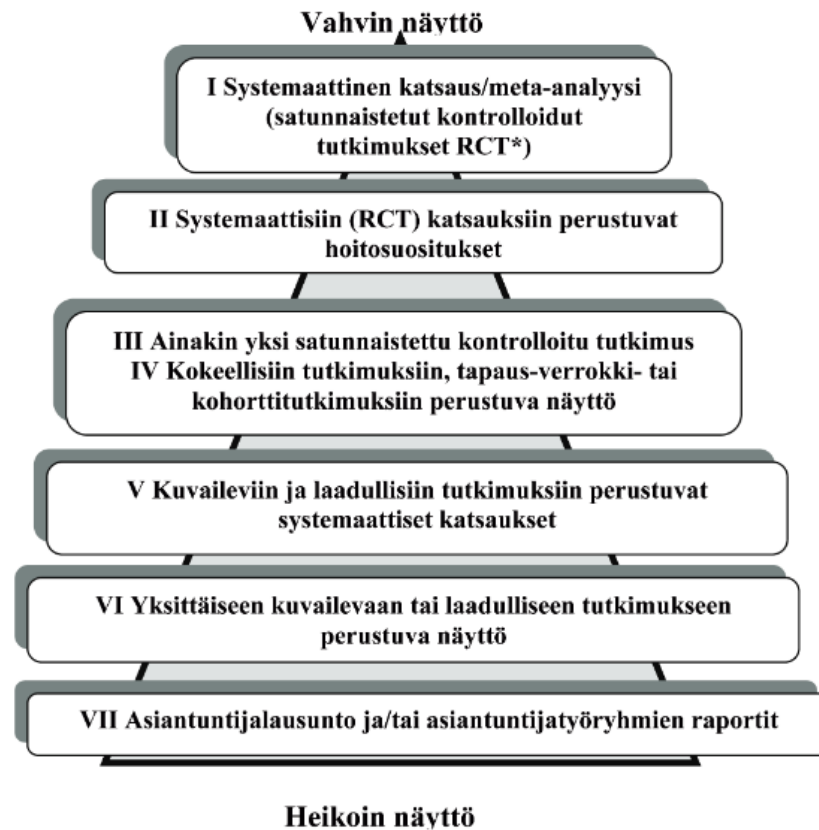 Vahvin näyttö
I Systemaattinen katsaus/meta-analyysi
(satunnaistetut kontrolloidut
tutkimukset RCT*)
II Systemaattisiin (RCT) katsauksiin perustuvat
hoitosuositukset
III Ainakin yksi satunnaistettu kontrolloitu tutkimus
IV Kokeellisiin tutkimuksiin, tapaus-verrokki- tai
kohorttitutkimuksiin perustuva näyttö
V Kuvaileviin ja laadullisiin tutkimuksiin perustuvat
systemaattiset katsaukset
VI Yksittäiseen kuvailevaan tai laadulliseen tutkimukseen
perustuva näyttö
VII Asiantuntijalausunto ja/tai asiantuntijatyöryhmien raportit
Heikoin näyttö